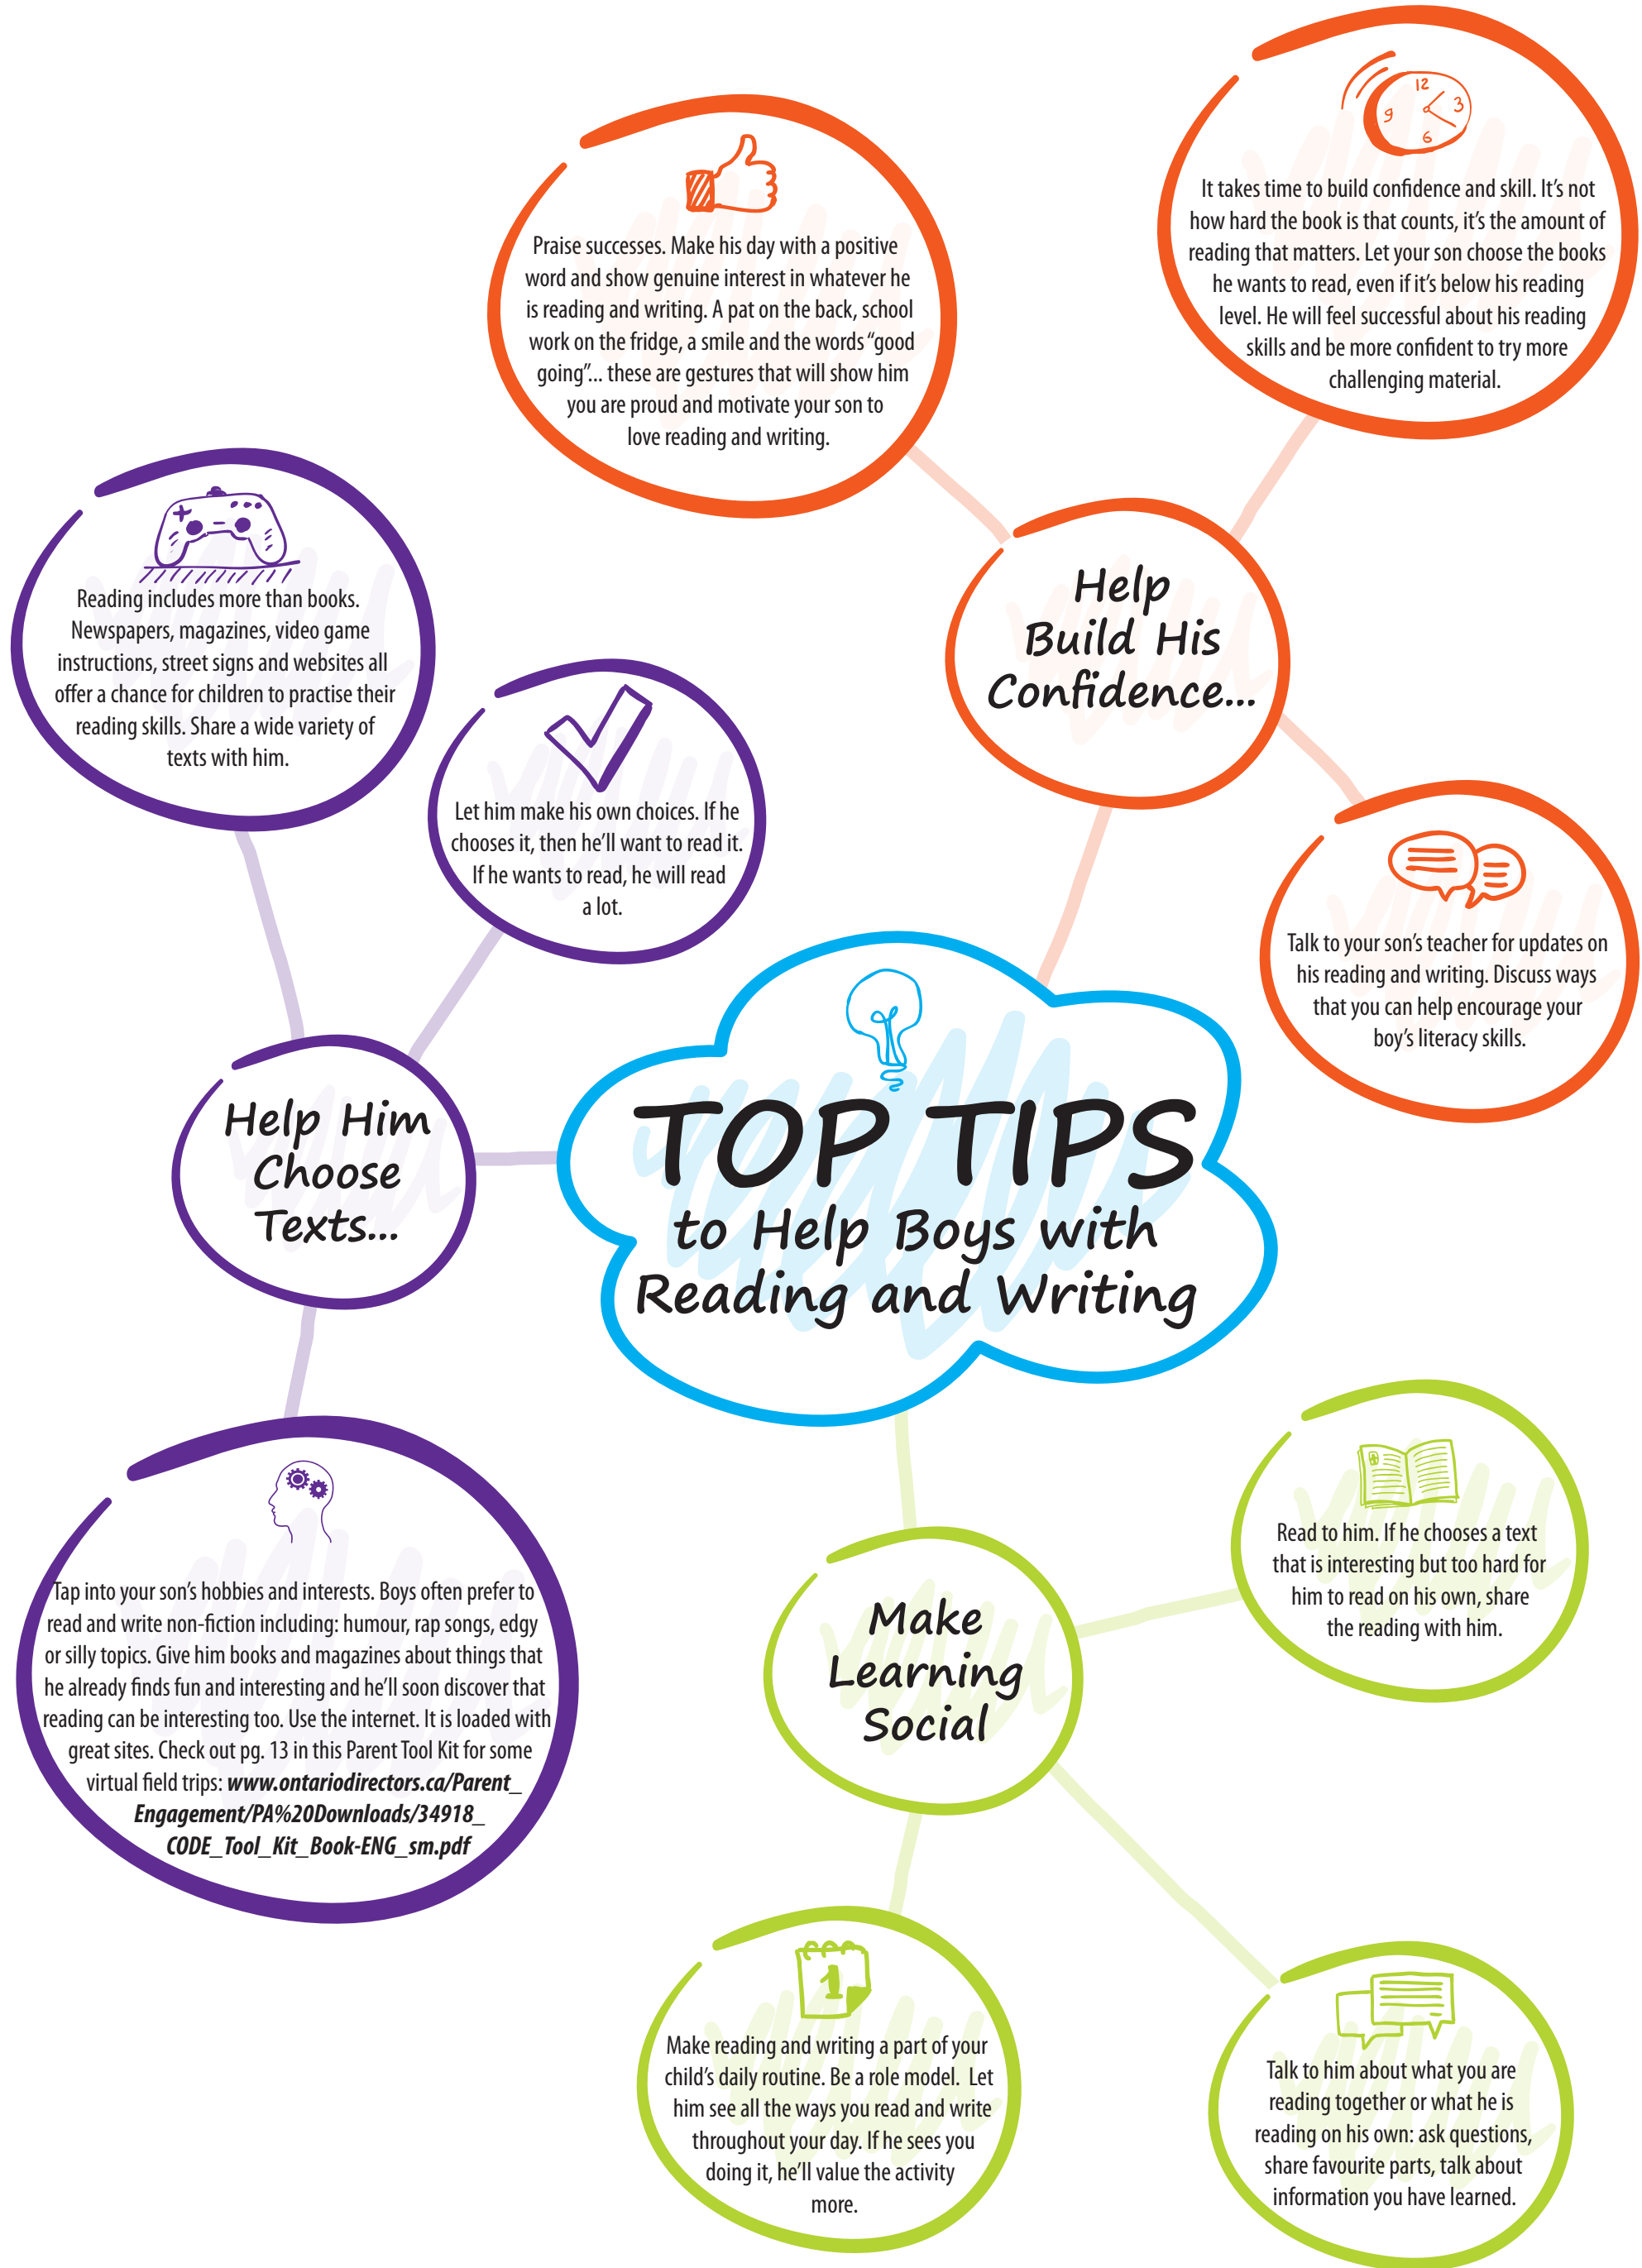 TOP TIPS
to Help Boys with
Reading and Writing
Help
Build His
Confidence...
Praise successes. Make his day with a positive
word and show genuine interest in whatever he
is reading and writing. A pat on the back, school
work on the fridge, a smile and the words “good
going”... these are gestures that will show him
you are proud and motivate your son to
love reading and writing.
12
3
6
9
It takes time to build confidence and skill. It’s not
how hard the book is that counts, it’s the amount of
reading that matters. Let your son choose the books
he wants to read, even if it’s below his reading
level. He will feel successful about his reading
skills and be more confident to try more
challenging material.
Talk to your son’s teacher for updates on
his reading and writing. Discuss ways
that you can help encourage your
boy’s literacy skills.
Help Him
Choose
Texts...
Reading includes more than books.
Newspapers, magazines, video game
instructions, street signs and websites all
offer a chance for children to practise their
reading skills. Share a wide variety of
texts with him.
Let him make his own choices. If he
chooses it, then he’ll want to read it.
If he wants to read, he will read
a lot.
Tap into your son’s hobbies and interests. Boys often prefer to
read and write non-fiction including: humour, rap songs, edgy
or silly topics. Give him books and magazines about things that
he already finds fun and interesting and he’ll soon discover that
reading can be interesting too. Use the internet. It is loaded with
great sites. Check out pg. 13 in this Parent Tool Kit for some
virtual field trips: www.ontariodirectors.ca/Parent_
Engagement/PA%20Downloads/34918_
CODE_Tool_Kit_Book-ENG_sm.pdf
Make
Learning
Social
Read to him. If he chooses a text
that is interesting but too hard for
him to read on his own, share
the reading with him.
1
Make reading and writing a part of your
child’s daily routine. Be a role model. Let
him see all the ways you read and write
throughout your day. If he sees you
doing it, he’ll value the activity
more.
Talk to him about what you are
reading together or what he is
reading on his own: ask questions,
share favourite parts, talk about
information you have learned.